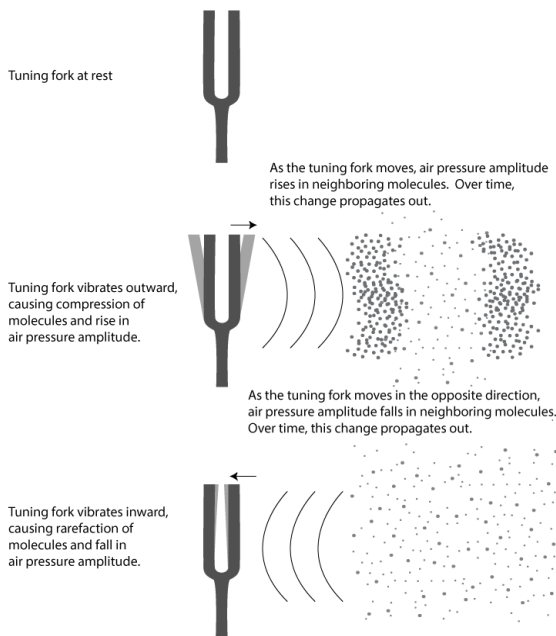 Tuning fork at rest
As the tuning fork moves, air pressure amplitude
rises in neighboring molecules.  Over time,
this change propagates out.
Tuning fork vibrates outward,
causing compression of
molecules and rise in
air pressure amplitude.
As the tuning fork moves in the opposite direction,
air pressure amplitude falls in neighboring molecules.
Over time, this change propagates out.
Tuning fork vibrates inward,
causing rarefaction of
molecules and fall in
air pressure amplitude.